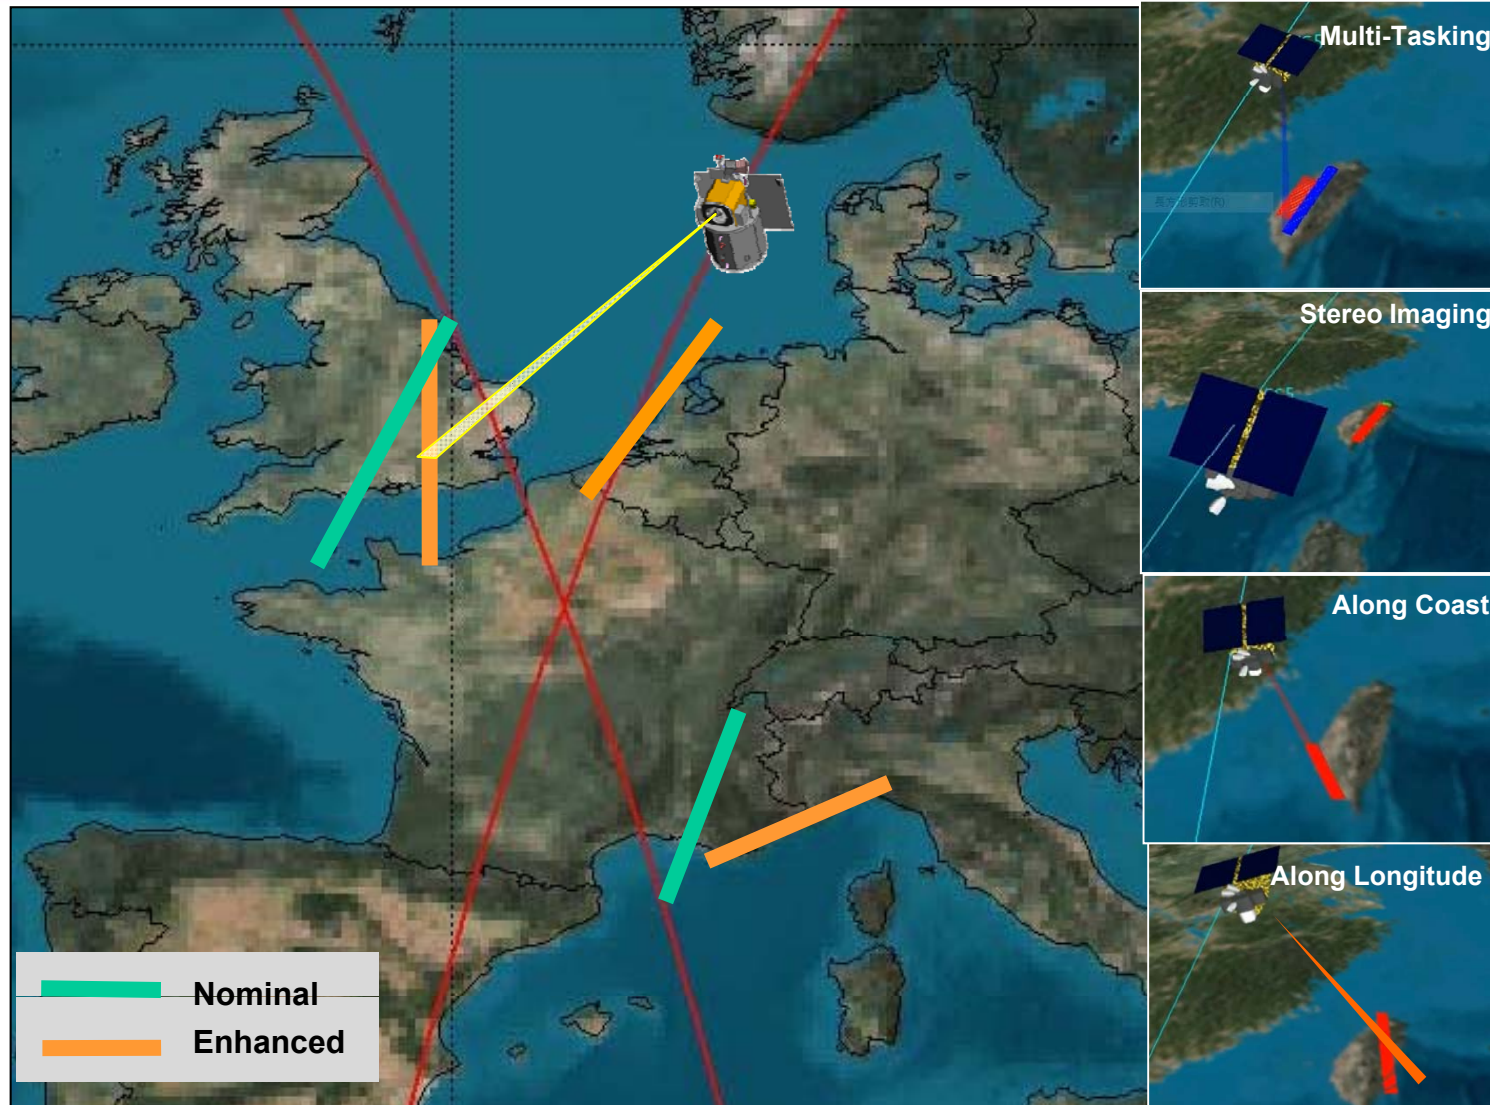 Multi-Tasking
Stereo Imaging
Along Coast
Along Longitude
Nominal
Enhanced